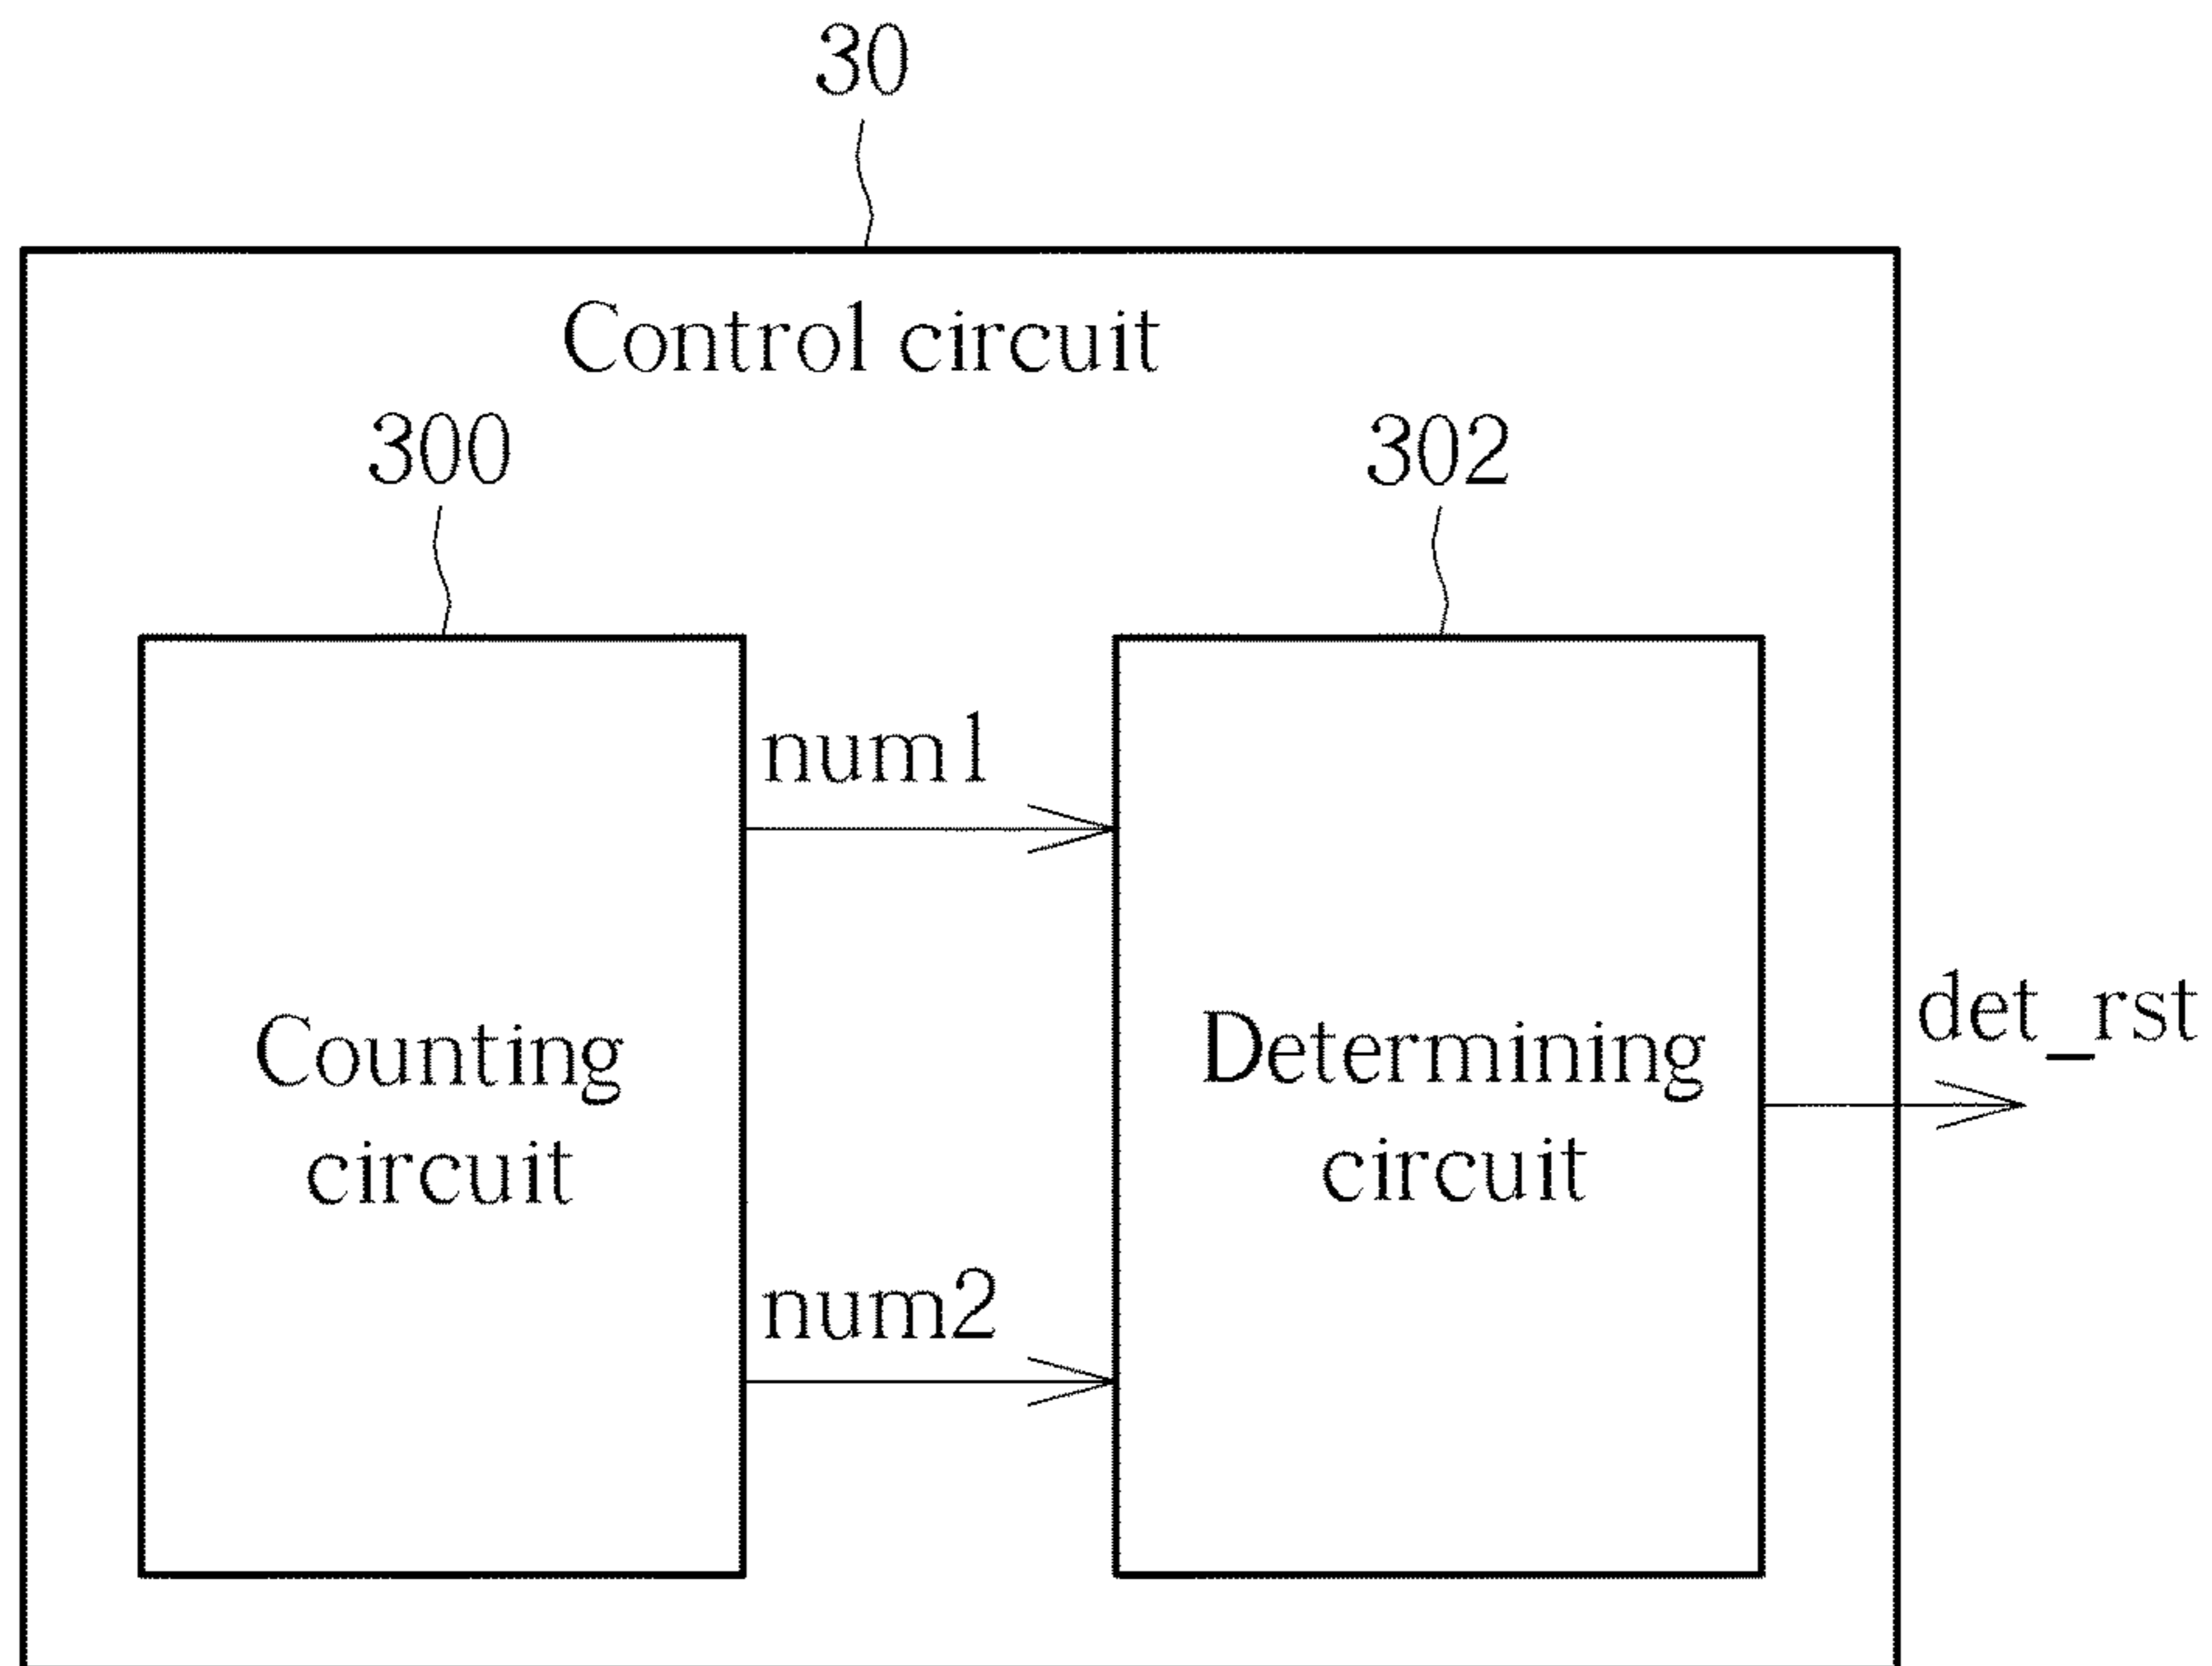 30
Control circuit
300
302
num1
Counting
circuit
Determining
circuit
det_rst
num2